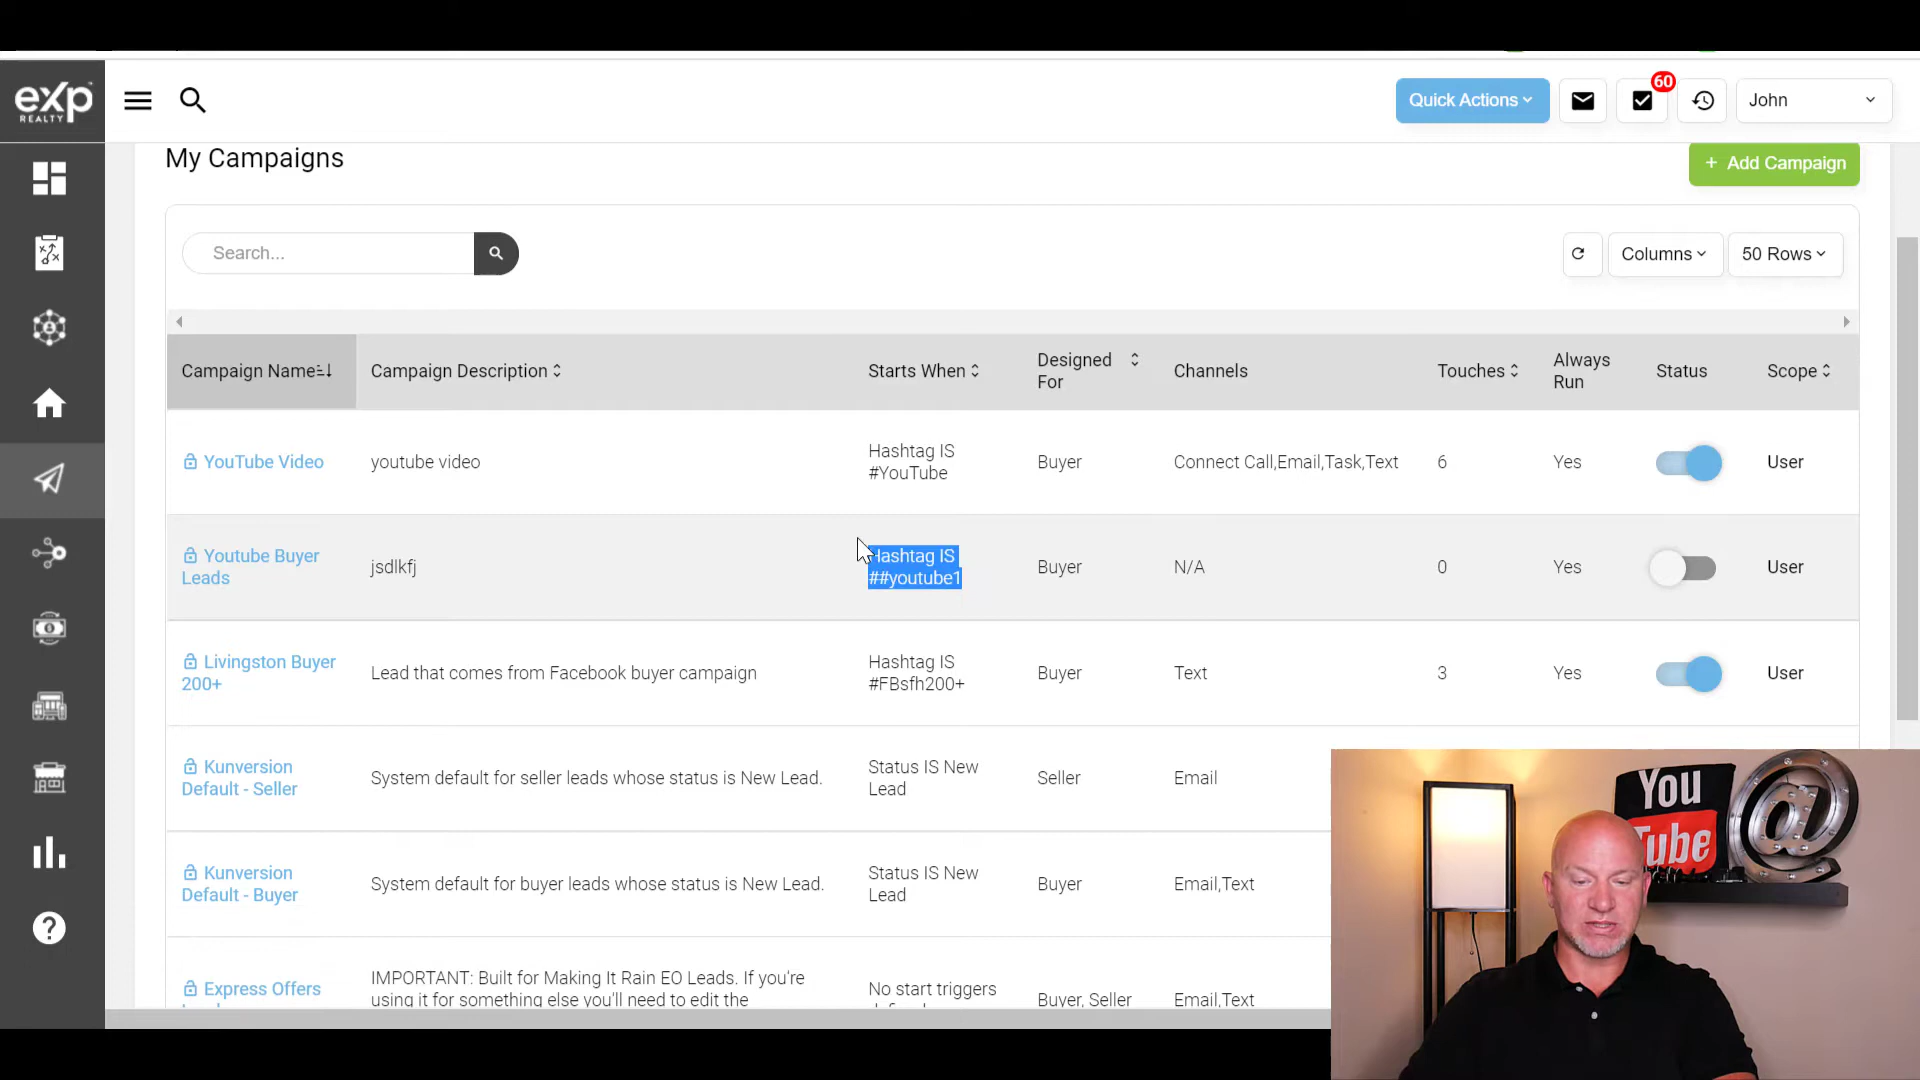 exp
REALTY
Quick Actions
60
John
My Campaigns
+ Add Campaign
Search...
Columns
50 Rows
Campaign Name
Campaign Description
Starts When
Designed
For
Channels
Touches
Always
Run
Status
Scope
YouTube Video
youtube video
Hashtag IS
#YouTube
Buyer
Connect Call,Email,Task,Text
6
Yes
User
Youtube Buyer
Leads
jsdlkfj
Hashtag IS
##youtube1
Buyer
N/A
0
Yes
User
Livingston Buyer
200+
Lead that comes from Facebook buyer campaign
Hashtag IS
#FBsfh200+
Buyer
Text
3
Yes
User
Kunversion
Default - Seller
System default for seller leads whose status is New Lead.
Status IS New
Lead
Seller
Email
Kunversion
Default - Buyer
System default for buyer leads whose status is New Lead.
Status IS New
Lead
Buyer
Email,Text
Express Offers
IMPORTANT: Built for Making It Rain EO Leads. If you're
using it for something else you'll need to edit the
No start triggers
Buyer, Seller
Email,Text
You
Tube
@